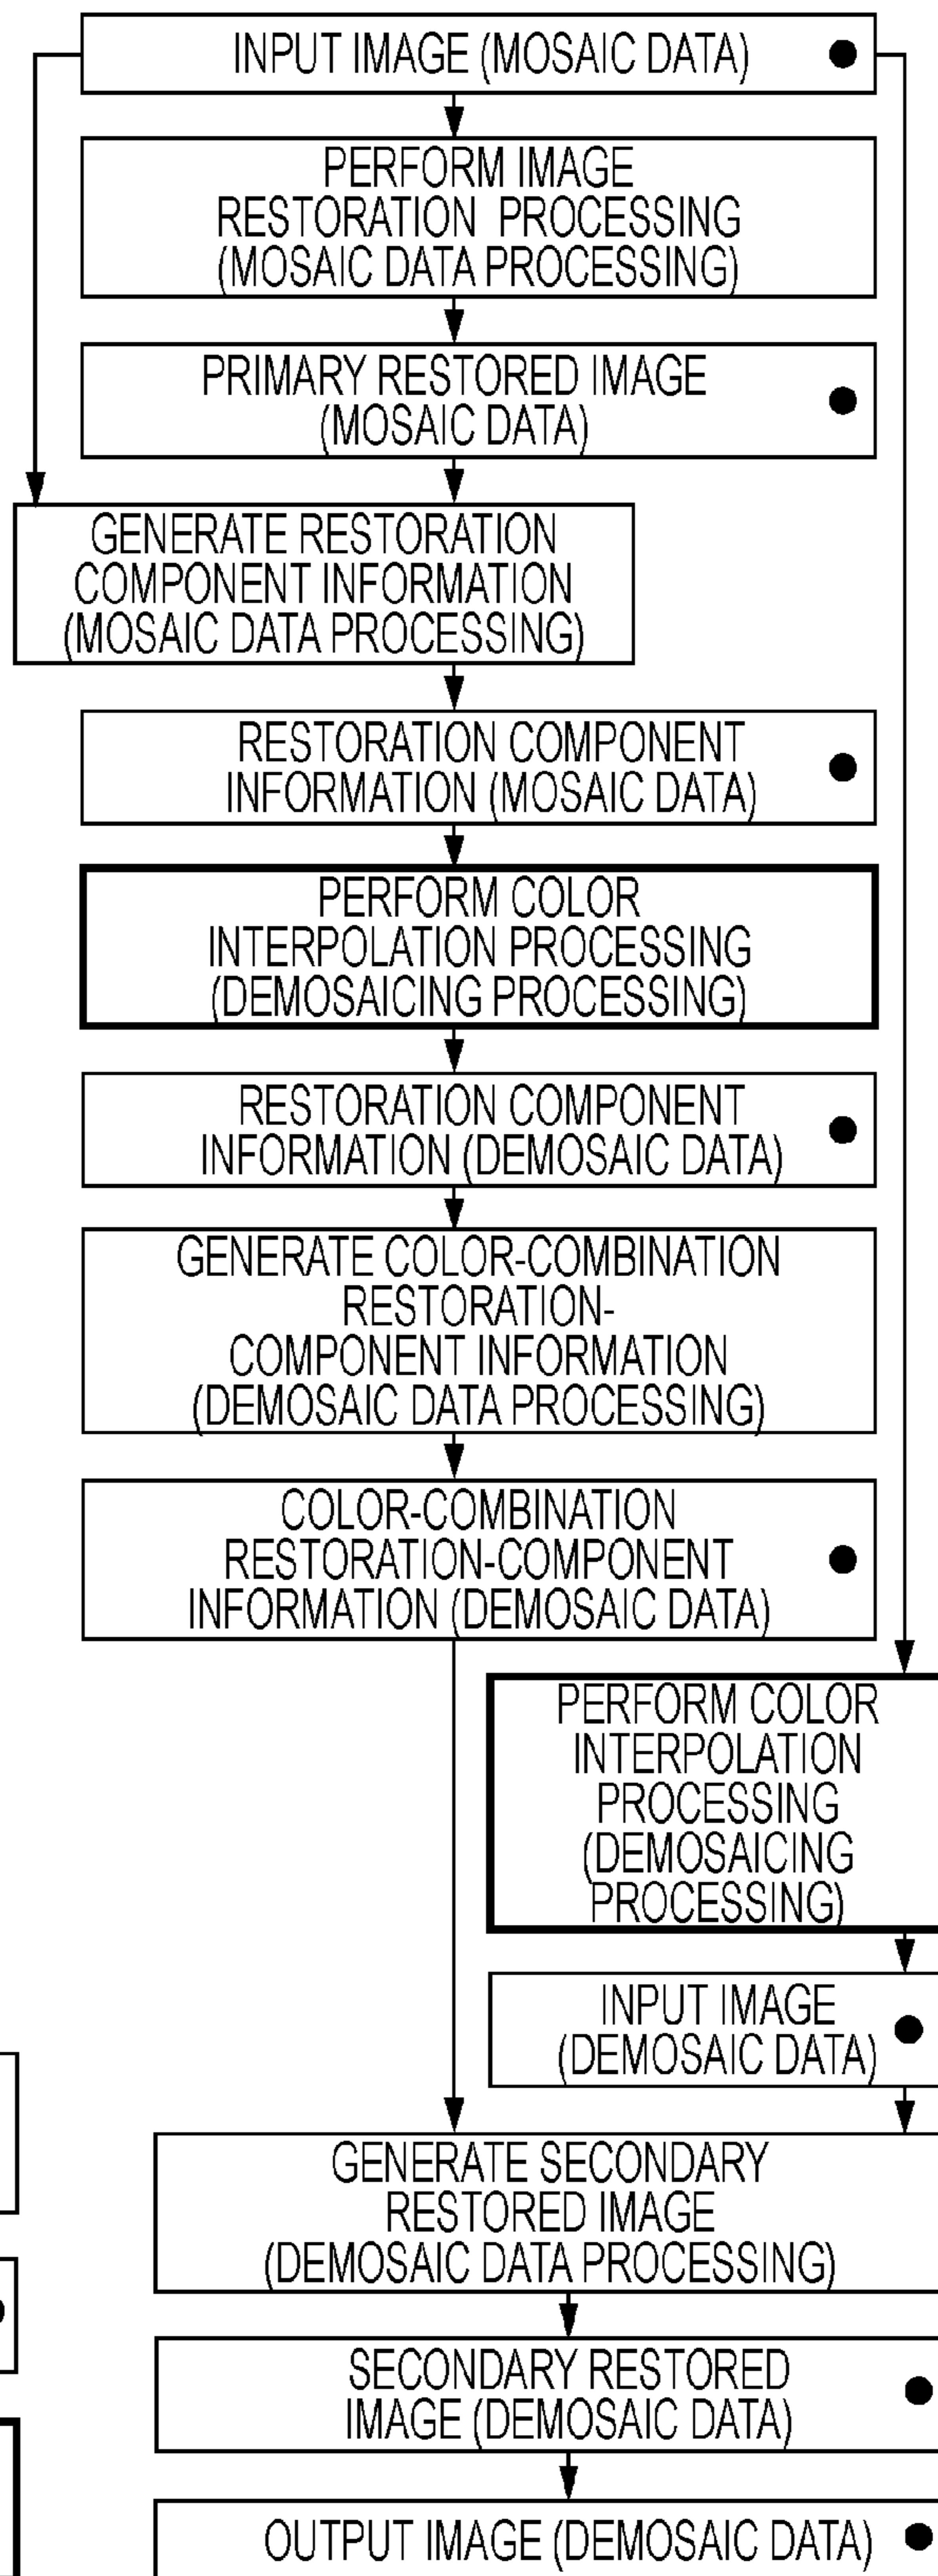 INPUT IMAGE (MOSAIC DATA)
PERFORM IMAGE
RESTORATION PROCESSING
(MOSAIC DATA PROCESSING)
PRIMARY RESTORED IMAGE
(MOSAIC DATA)
GENERATE RESTORATION
COMPONENT INFORMATION
(MOSAIC DATA PROCESSING)
RESTORATION COMPONENT
INFORMATION (MOSAIC DATA)
PERFORM COLOR
INTERPOLATION PROCESSING
(DEMOSAICING PROCESSING)
RESTORATION COMPONENT
INFORMATION (DEMOSAIC DATA)
GENERATE COLOR-COMBINATION
RESTORATION-
COMPONENT INFORMATION
(DEMOSAIC DATA PROCESSING)
COLOR-COMBINATION
RESTORATION-COMPONENT
INFORMATION (DEMOSAIC DATA)
PERFORM COLOR
INTERPOLATION
PROCESSING
(DEMOSAICING
PROCESSING)
INPUT IMAGE
(DEMOSAIC DATA)
GENERATE SECONDARY
RESTORED IMAGE
(DEMOSAIC DATA PROCESSING)
SECONDARY RESTORED
IMAGE (DEMOSAIC DATA)
OUTPUT IMAGE (DEMOSAIC DATA)